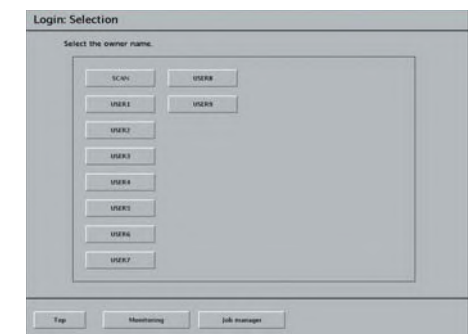 Login: Selection
Select the owner name.
SCAN
USER8
USER1
USER9
USER2
USER3
USER4
USER5
USER6
USER7
Top
Monitoring
Job manager